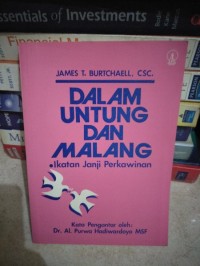 Essentials of Investments
Financial
JAMES T. BURTCHAELL, CSC.
DALAM
UNTUNG
DAN
MALANG
Ikatan Janji Perkawinan
Kata Pengantar oleh:
Dr. Al. Purwa Hadiwardoyo MSF